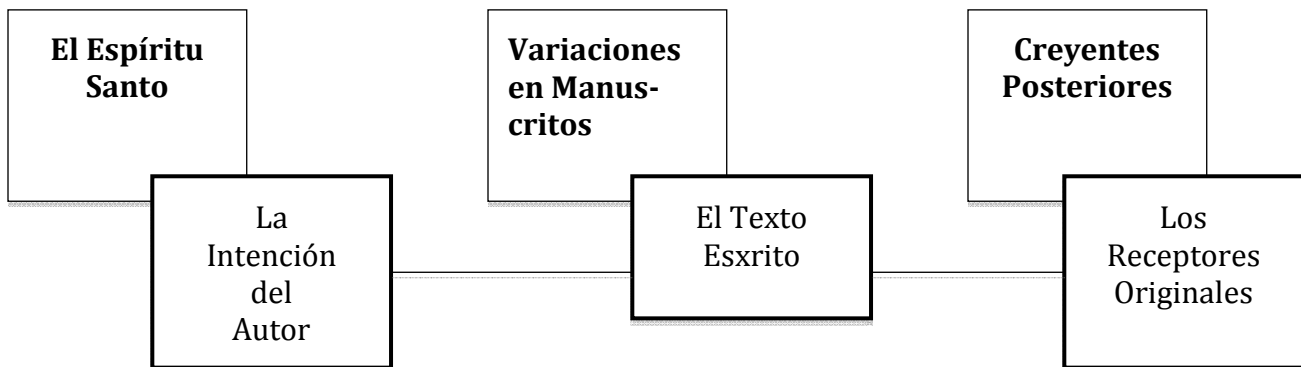 El Espíritu
Santo
Variaciones
en Manus-
critos
Creyentes
Posteriores
La
Intención
del
Autor
El Texto
Esxrito
Los
Receptores
Originales